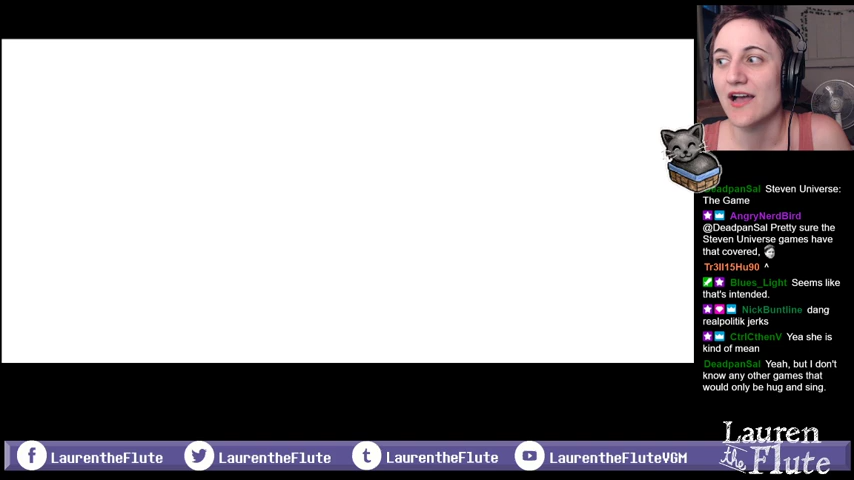 DeadpanSal Steven Universe:
The Game
AngryNerdBird
@DeadpanSal Pretty sure the
Steven Universe games have
that covered,
Tr3ll15Hu90 ^
Blues_Light Seems like
that's intended.
NickBuntline dang
realpolitik jerks
CtrlCthenV Yea she is
kind of mean
DeadpanSal Yeah, but I don't
know any other games that
would only be hug and sing.
Lauren
the Flute
LaurentheFlute
LaurentheFlute
LaurentheFlute
LaurentheFluteVGM